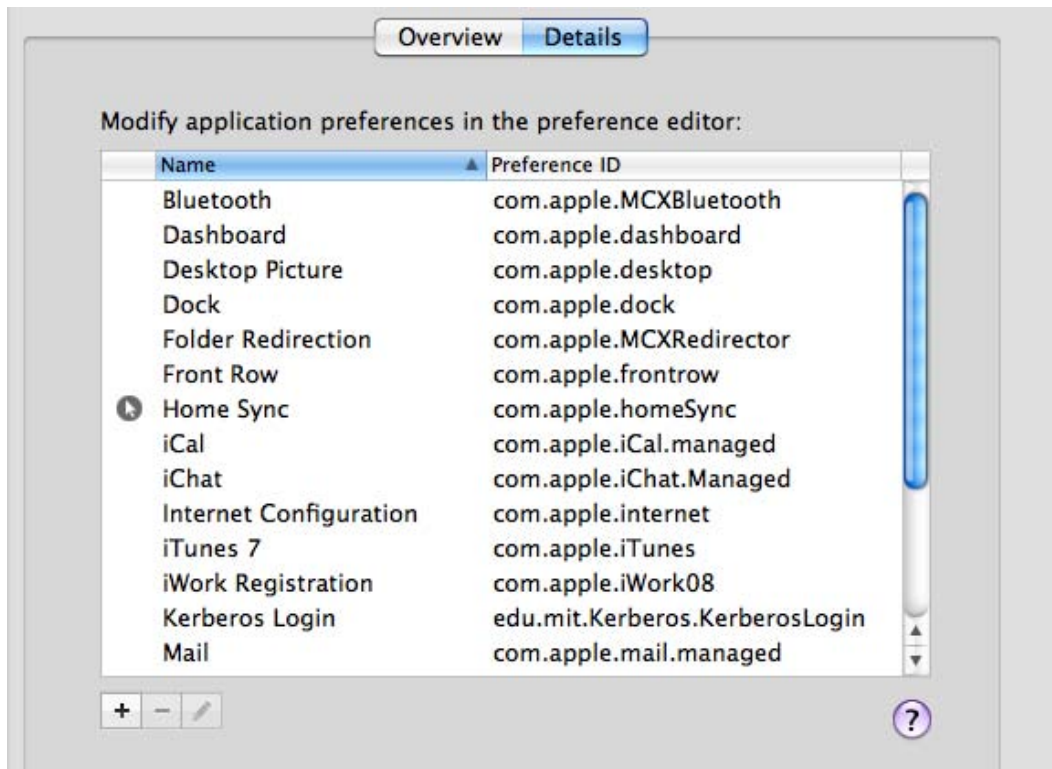 Overview Details
Modify application preferences in the preference editor:
Name Preference ID
Bluetooth com.apple.MCXBluetooth
Dashboard com.apple.dashboard
Desktop Picture com.apple.desktop
Dock com.apple.dock
Folder Redirection com.apple.MCXRedirector
Front Row com.apple.frontrow
Home Sync com.apple.homeSync
iCal com.apple.iCal.managed
iChat com.apple.iChat.Managed
Internet Configuration com.apple.internet
iTunes 7 com.apple.iTunes
iWork Registration com.apple.iWork08
Kerberos Login edu.mit.Kerberos.KerberosLogin
Mail com.apple.mail.managed
+ − ?